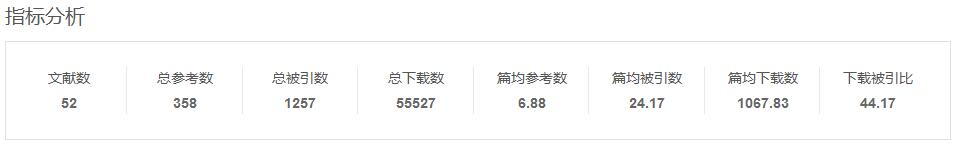 指标分析
文献数 总参考数 总被引数 总下载数 篇均参考数 篇均被引数 篇均下载数 下载被引比
52 358 1257 55527 6.88 24.17 1067.83 44.17